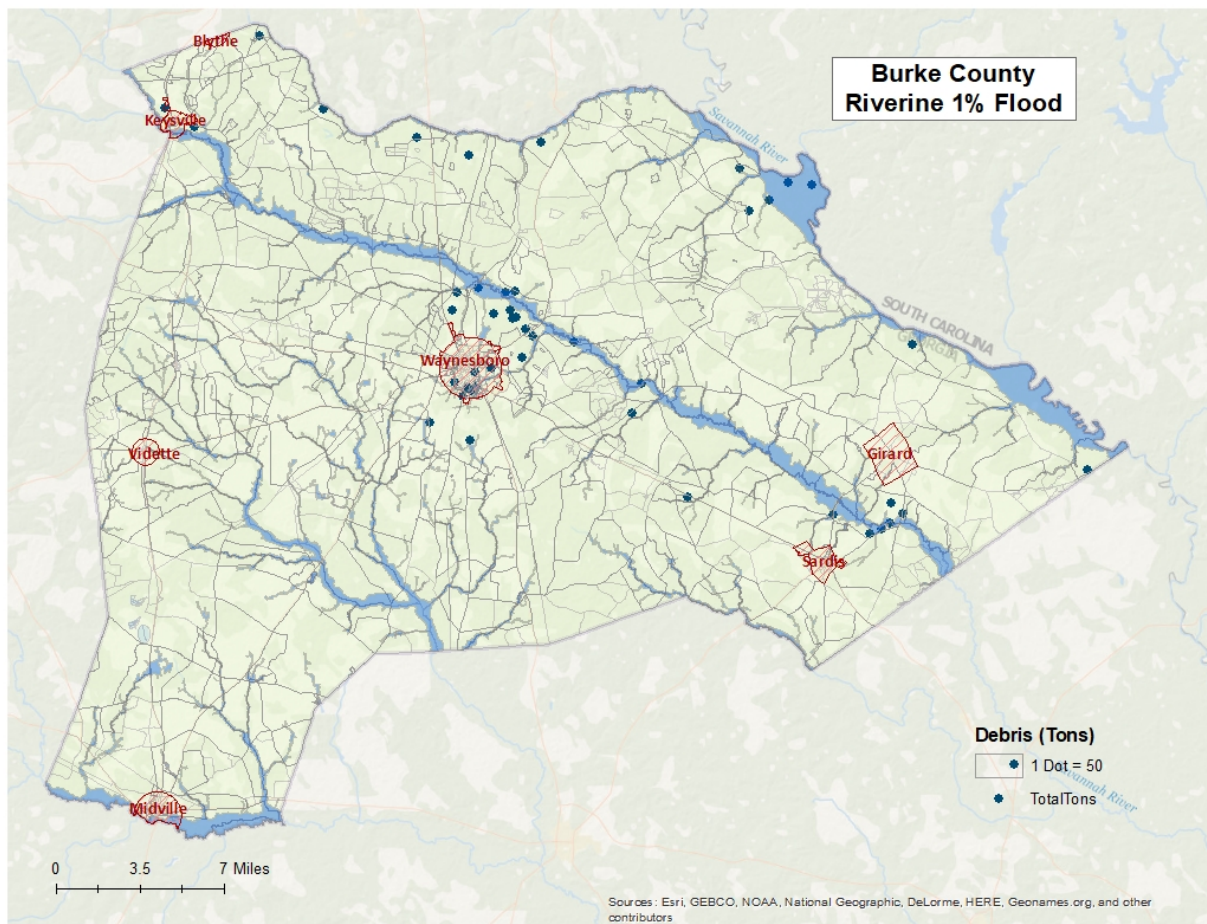 Burke County
Riverine 1% Flood
Blythe
Keysville
Savannah River
SOUTH CAROLINA
GEORGIA
Waynesboro
Vidette
Girard
Sardis
Midville
Debris (Tons)
1 Dot = 50
TotalTons
Savannah River
0 3.5 7 Miles
Sources: Esri, GEBCO, NOAA, National Geographic, DeLorme, HERE, Geonames.org, and other
contributors